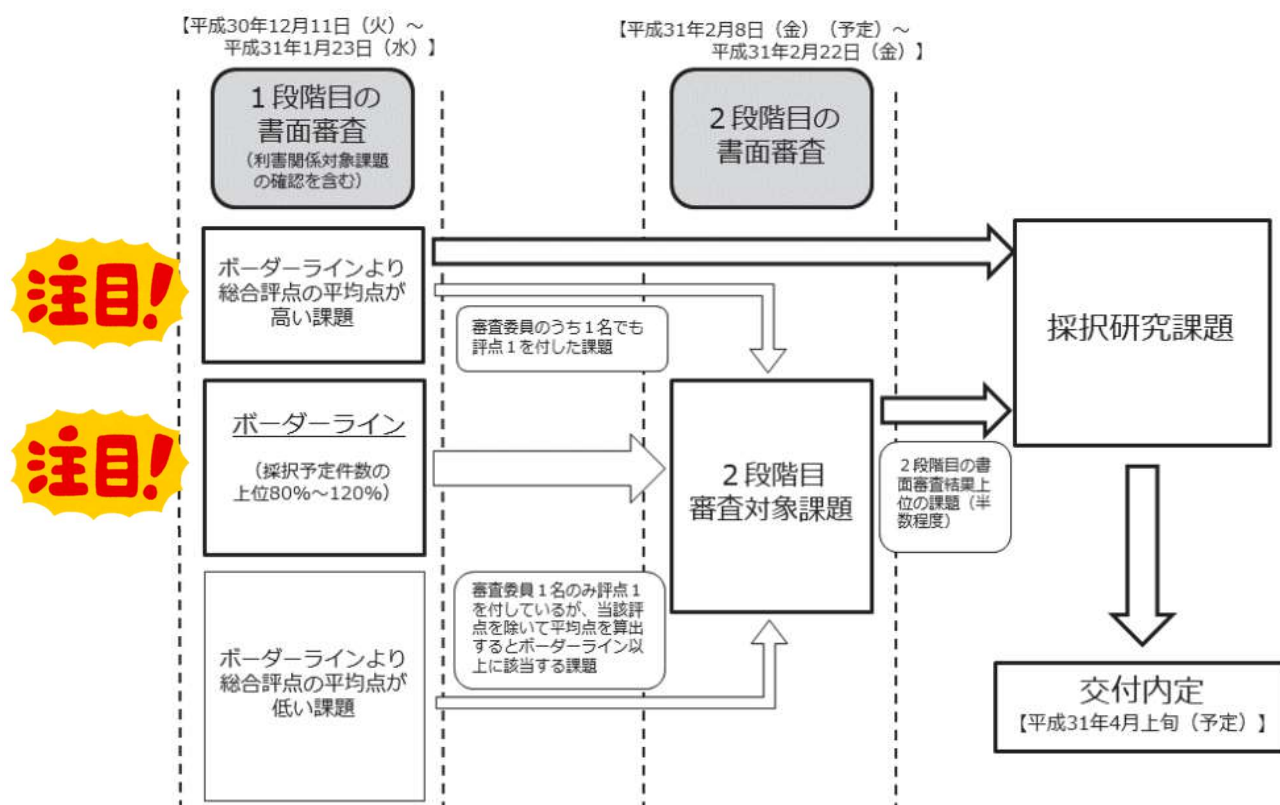 【平成30年12月11日（火）～
平成31年1月23日（水）】
【平成31年2月8日（金）（予定）～
平成31年2月22日（金）】
１段階目の
書面審査
（利害関係対象課題
の確認を含む）
２段階目の
書面審査
注目!
ボーダーラインより
総合評点の平均点が
高い課題
審査委員のうち１名でも
評点１を付した課題
採択研究課題
注目!
ボーダーライン
（採択予定件数の
上位80%～120%）
２段階目
審査対象課題
２段階目の書
面審査結果上
位の課題（半
数程度）
審査委員１名のみ評点１
を付しているが、当該評
点を除いて平均点を算出
するとボーダーライン以
上に該当する課題
ボーダーラインより
総合評点の平均点が
低い課題
交付内定
【平成31年4月上旬（予定）】